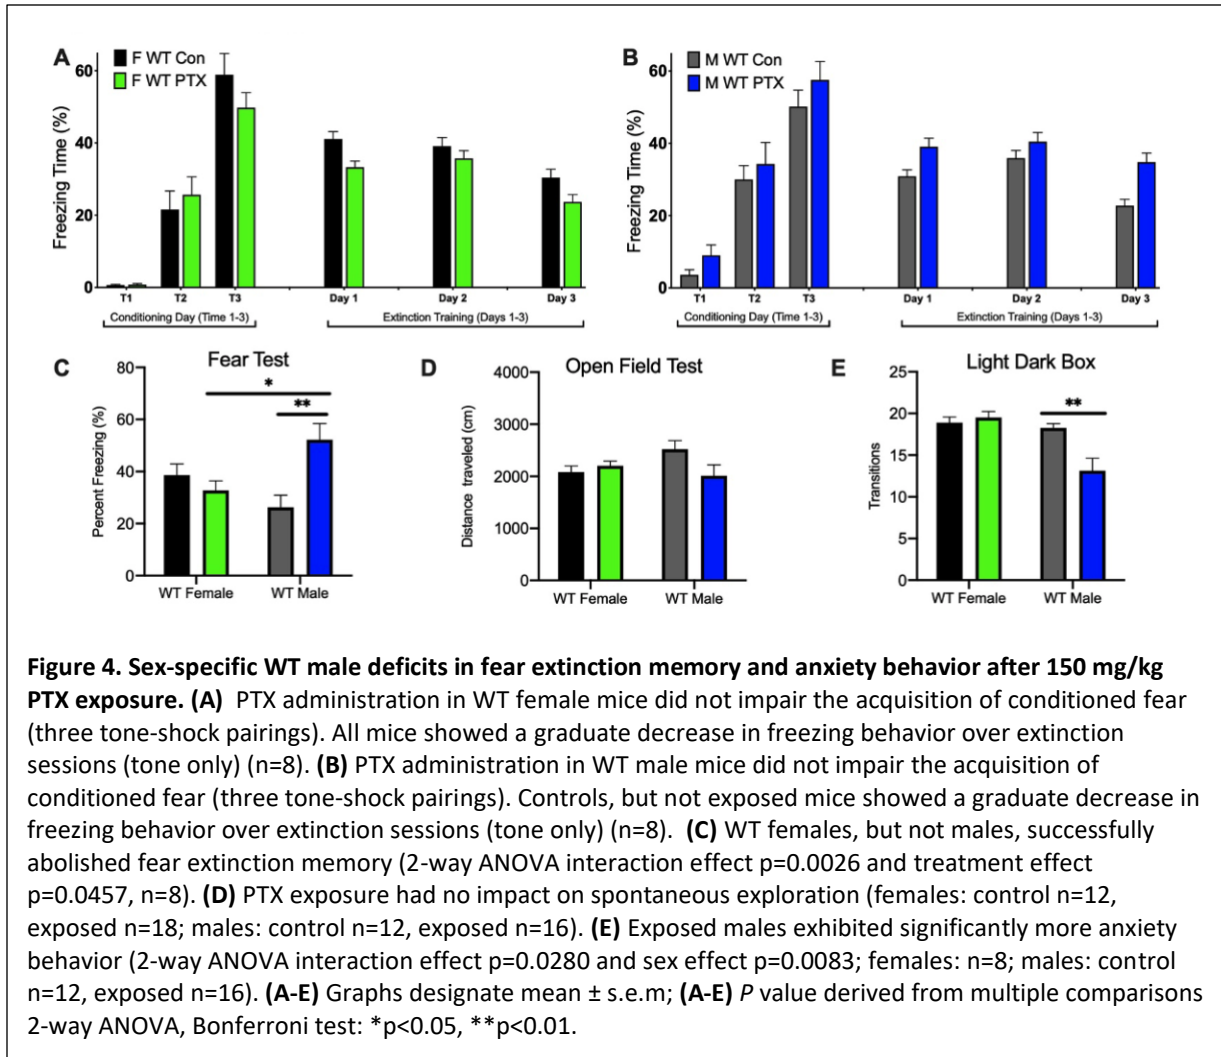 A
F WT Con
F WT PTX
Freezing Time (%)
60
40
20
0
T1
T2
T3
Day 1
Day 2
Day 3
Conditioning Day (Time 1-3)
Extinction Training (Days 1-3)
B
M WT Con
M WT PTX
Freezing Time (%)
60
40
20
0
T1
T2
T3
Day 1
Day 2
Day 3
Conditioning Day (Time 1-3)
Extinction Training (Days 1-3)
C
Fear Test
Percent Freezing (%)
80
60
40
20
0
*
**
WT Female
WT Male
D
Open Field Test
Distance traveled (cm)
4000
3000
2000
1000
0
WT Female
WT Male
E
Light Dark Box
Transitions
25
20
15
10
5
0
**
WT Female
WT Male
Figure 4. Sex-specific WT male deficits in fear extinction memory and anxiety behavior after 150 mg/kg
PTX exposure. (A) PTX administration in WT female mice did not impair the acquisition of conditioned fear
(three tone-shock pairings). All mice showed a graduate decrease in freezing behavior over extinction
sessions (tone only) (n=8). (B) PTX administration in WT male mice did not impair the acquisition of
conditioned fear (three tone-shock pairings). Controls, but not exposed mice showed a graduate decrease in
freezing behavior over extinction sessions (tone only) (n=8). (C) WT females, but not males, successfully
abolished fear extinction memory (2-way ANOVA interaction effect p=0.0026 and treatment effect
p=0.0457, n=8). (D) PTX exposure had no impact on spontaneous exploration (females: control n=12,
exposed n=18; males: control n=12, exposed n=16). (E) Exposed males exhibited significantly more anxiety
behavior (2-way ANOVA interaction effect p=0.0280 and sex effect p=0.0083; females: n=8; males: control
n=12, exposed n=16). (A-E) Graphs designate mean ± s.e.m; (A-E) P value derived from multiple comparisons
2-way ANOVA, Bonferroni test: *p<0.05, **p<0.01.